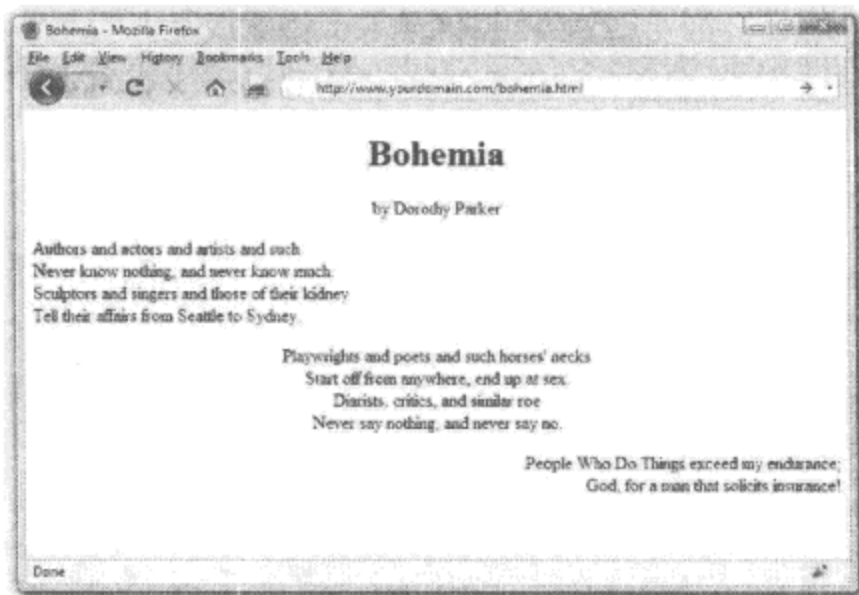 Bohemia - Mozilla Firefox
File Edit View History Bookmarks Tools Help
http://www.yourdomain.com/bohemia.html
Bohemia
by Dorothy Parker
Authors and actors and artists and such
Never know nothing, and never know much.
Sculptors and singers and those of their kidney
Tell their affairs from Seattle to Sydney.
Playwrights and poets and such horses' necks
Start off from anywhere, end up at sex.
Diarists, critics, and similar roe
Never say nothing, and never say no.
People Who Do Things exceed my endurance;
God, for a man that solicits insurance!
Done